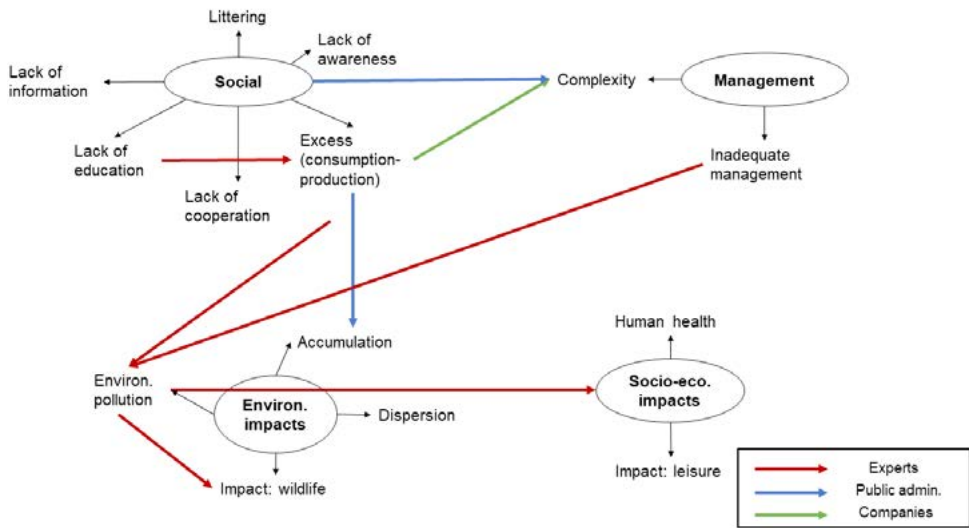 Littering
Lack of
awareness
Lack of
information
Social
Complexity
Management
Lack of
education
Excess
(consumption-
production)
Inadequate
management
Lack of
cooperation
Human health
Accumulation
Environ.
pollution
Environ.
impacts
Dispersion
Socio-eco.
impacts
Impact: wildlife
Impact: leisure
Experts
Public admin.
Companies